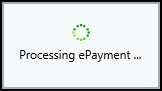 Processing ePayment ...